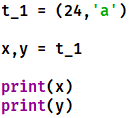 t_1 = (24,'a')
x,y = t_1
print(x)
print(y)